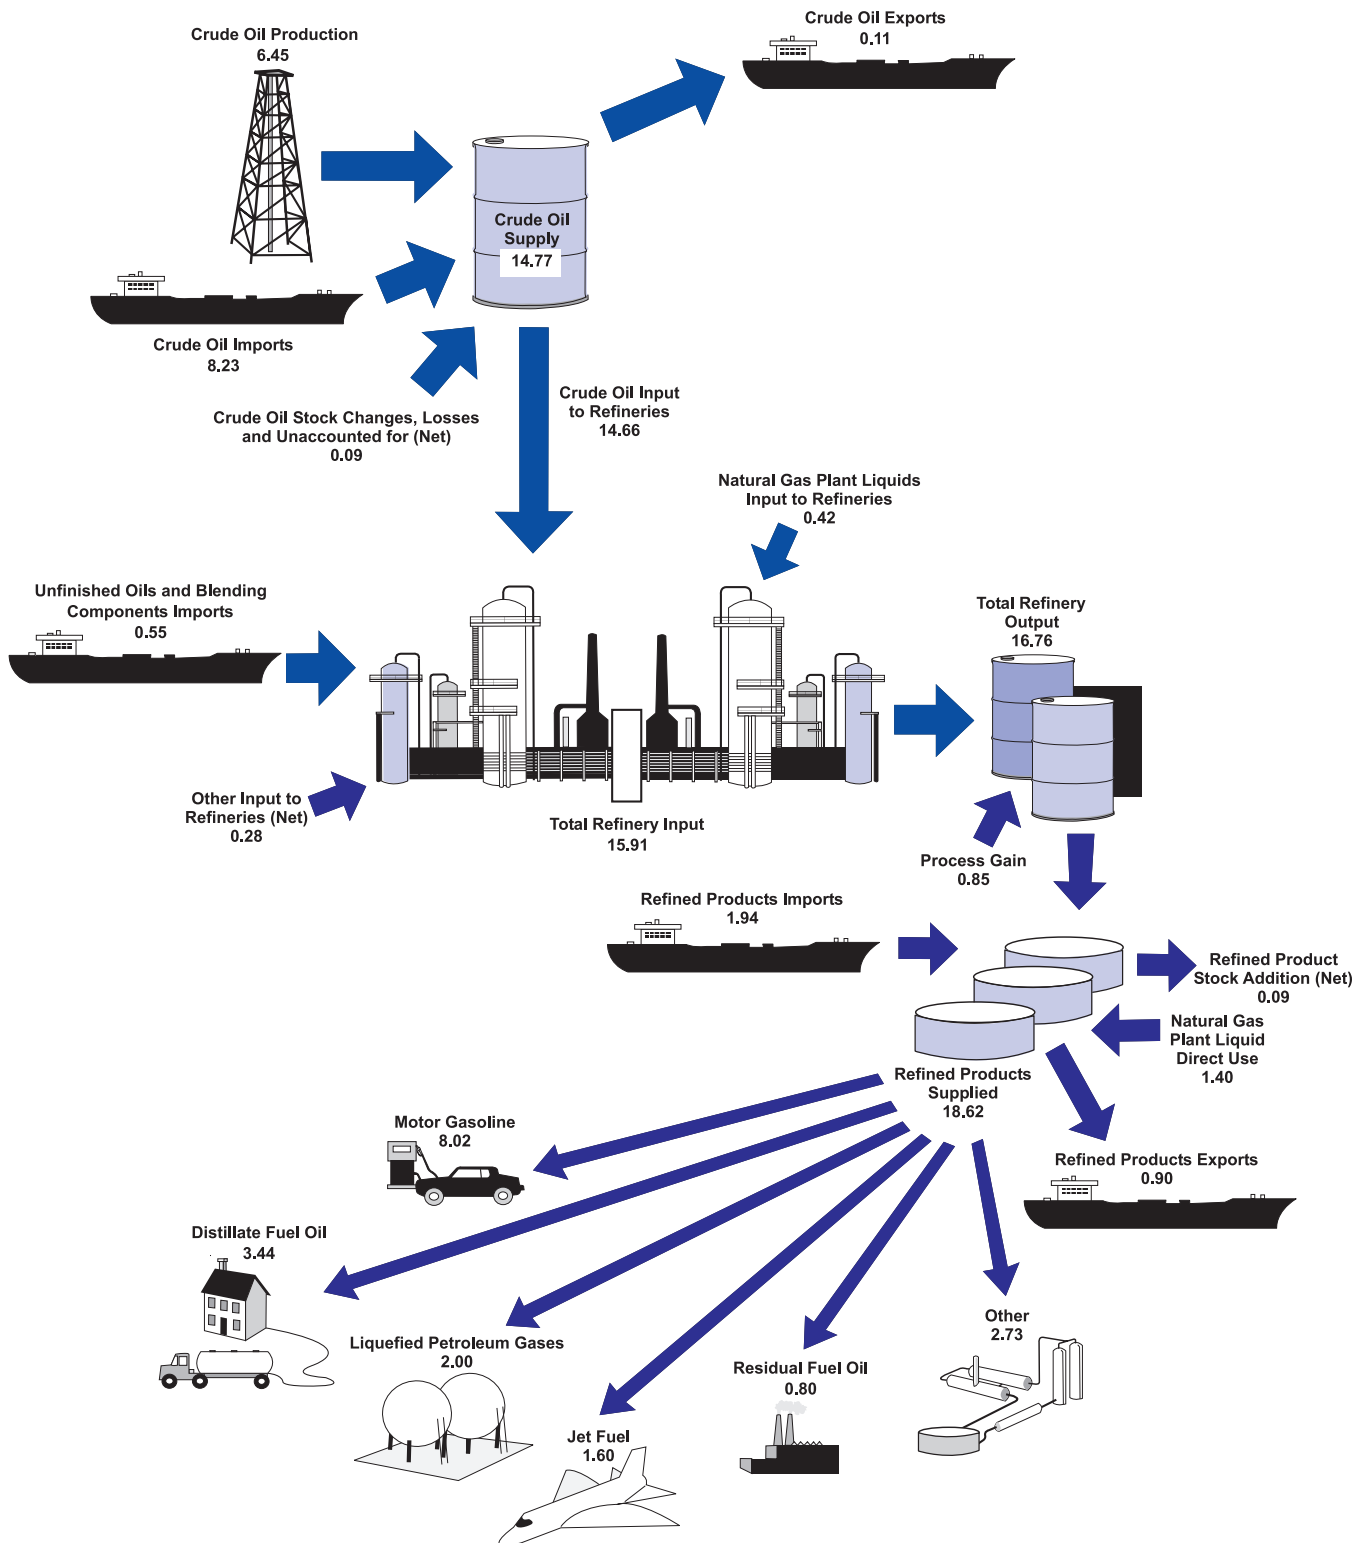 Crude Oil Production
6.45
Crude Oil Exports
0.11
Crude Oil
Supply
14.77
Crude Oil Imports
8.23
Crude Oil Stock Changes, Losses
and Unaccounted for (Net)
0.09
Crude Oil Input
to Refineries
14.66
Natural Gas Plant Liquids
Input to Refineries
0.42
Unfinished Oils and Blending
Components Imports
0.55
Total Refinery
Output
16.76
Other Input to
Refineries (Net)
0.28
Total Refinery Input
15.91
Process Gain
0.85
Refined Products Imports
1.94
Refined Product
Stock Addition (Net)
0.09
Natural Gas
Plant Liquid
Direct Use
1.40
Refined Products
Supplied
18.62
Motor Gasoline
8.02
Refined Products Exports
0.90
Distillate Fuel Oil
3.44
Liquefied Petroleum Gases
2.00
Other
2.73
Residual Fuel Oil
0.80
Jet Fuel
1.60